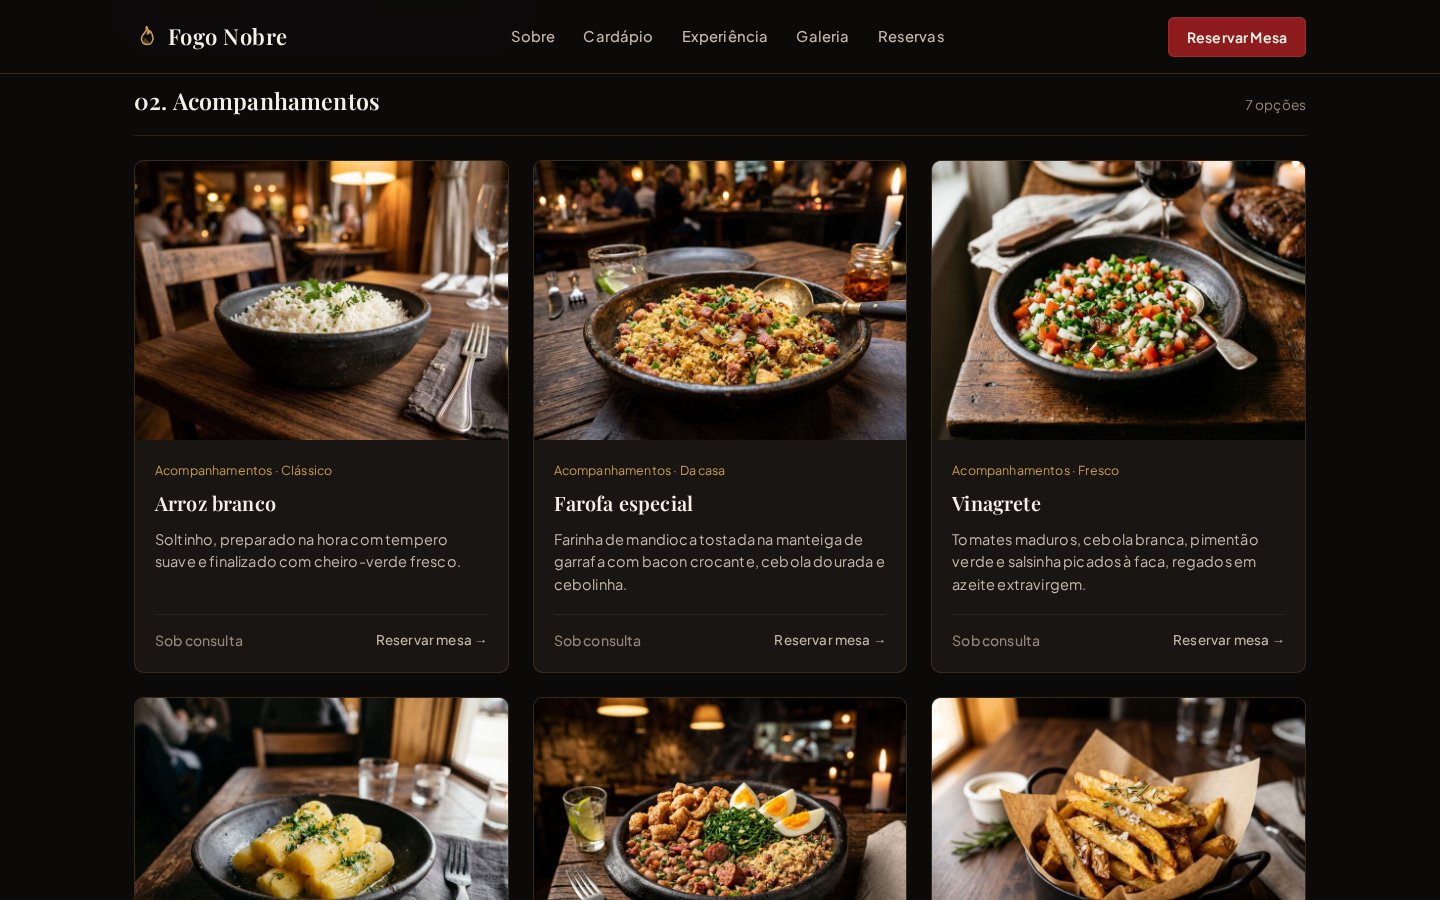 Fogo Nobre
Sobre
Cardápio
Experiência
Galeria
Reservas
Reservar Mesa
02. Acompanhamentos
7 opções
Acompanhamentos · Clássico
Arroz branco
Soltinho, preparado na hora com tempero
suave e finalizado com cheiro-verde fresco.
Sob consulta
Reservar mesa →
Acompanhamentos · Da casa
Farofa especial
Farinha de mandioca tostada na manteiga de
garrafa com bacon crocante, cebola dourada e
cebolinha.
Sob consulta
Reservar mesa →
Acompanhamentos · Fresco
Vinagrete
Tomates maduros, cebola branca, pimentão
verde e salsinha picados à faca, regados em
azeite extravirgem.
Sob consulta
Reservar mesa →